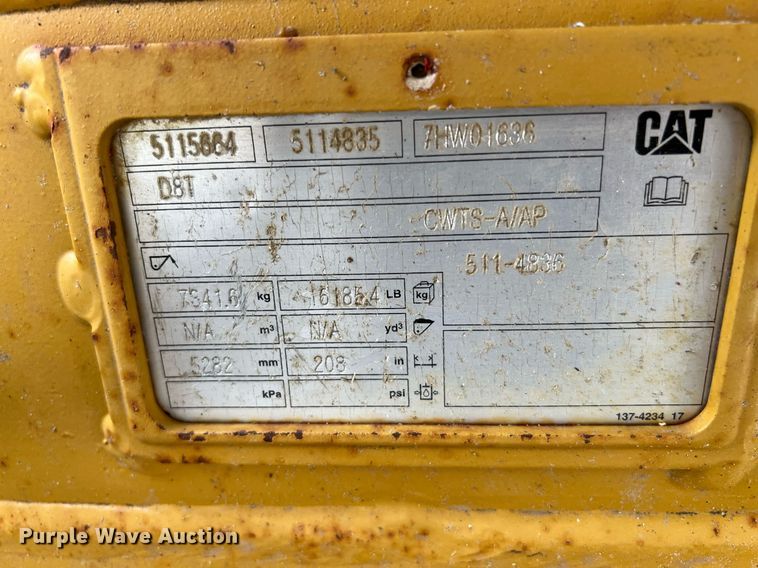 5115664 5114835 7HW01636 CAT
D8T
CWTS-A/AP
511-4836
7341.6 kg 16185.4 LB kg
N/A m³ N/A yd³
5282 mm 208 in
kPa psi
137-4234 17
Purple Wave Auction